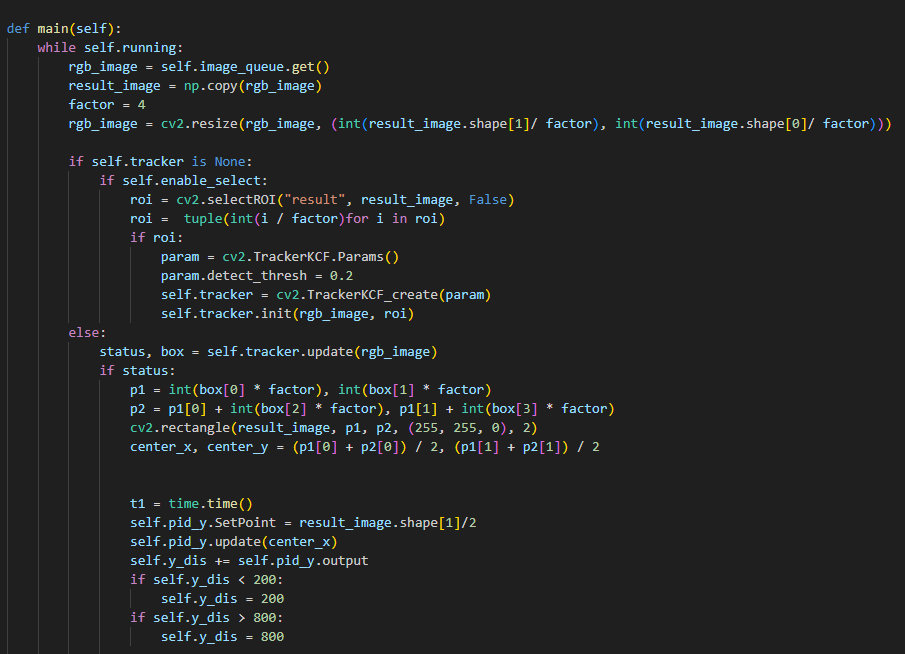 def main(self):
    while self.running:
        rgb_image = self.image_queue.get()
        result_image = np.copy(rgb_image)
        factor = 4
        rgb_image = cv2.resize(rgb_image, (int(result_image.shape[1]/ factor), int(result_image.shape[0]/ factor)))

        if self.tracker is None:
            if self.enable_select:
                roi = cv2.selectROI("result", result_image, False)
                roi =  tuple(int(i / factor)for i in roi)
                if roi:
                    param = cv2.TrackerKCF.Params()
                    param.detect_thresh = 0.2
                    self.tracker = cv2.TrackerKCF_create(param)
                    self.tracker.init(rgb_image, roi)
        else:
            status, box = self.tracker.update(rgb_image)
            if status:
                p1 = int(box[0] * factor), int(box[1] * factor)
                p2 = p1[0] + int(box[2] * factor), p1[1] + int(box[3] * factor)
                cv2.rectangle(result_image, p1, p2, (255, 255, 0), 2)
                center_x, center_y = (p1[0] + p2[0]) / 2, (p1[1] + p2[1]) / 2


                t1 = time.time()
                self.pid_y.SetPoint = result_image.shape[1]/2
                self.pid_y.update(center_x)
                self.y_dis += self.pid_y.output
                if self.y_dis < 200:
                    self.y_dis = 200
                if self.y_dis > 800:
                    self.y_dis = 800